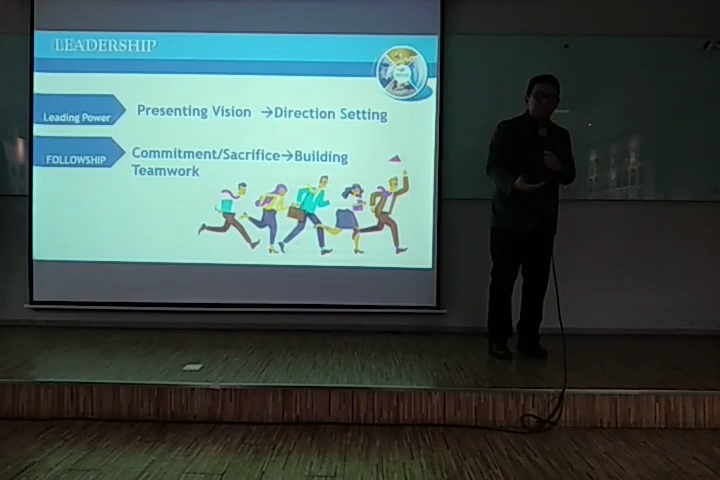 LEADERSHIP
Leading Power
Presenting Vision →Direction Setting
FOLLOWSHIP
Commitment/Sacrifice→Building
Teamwork